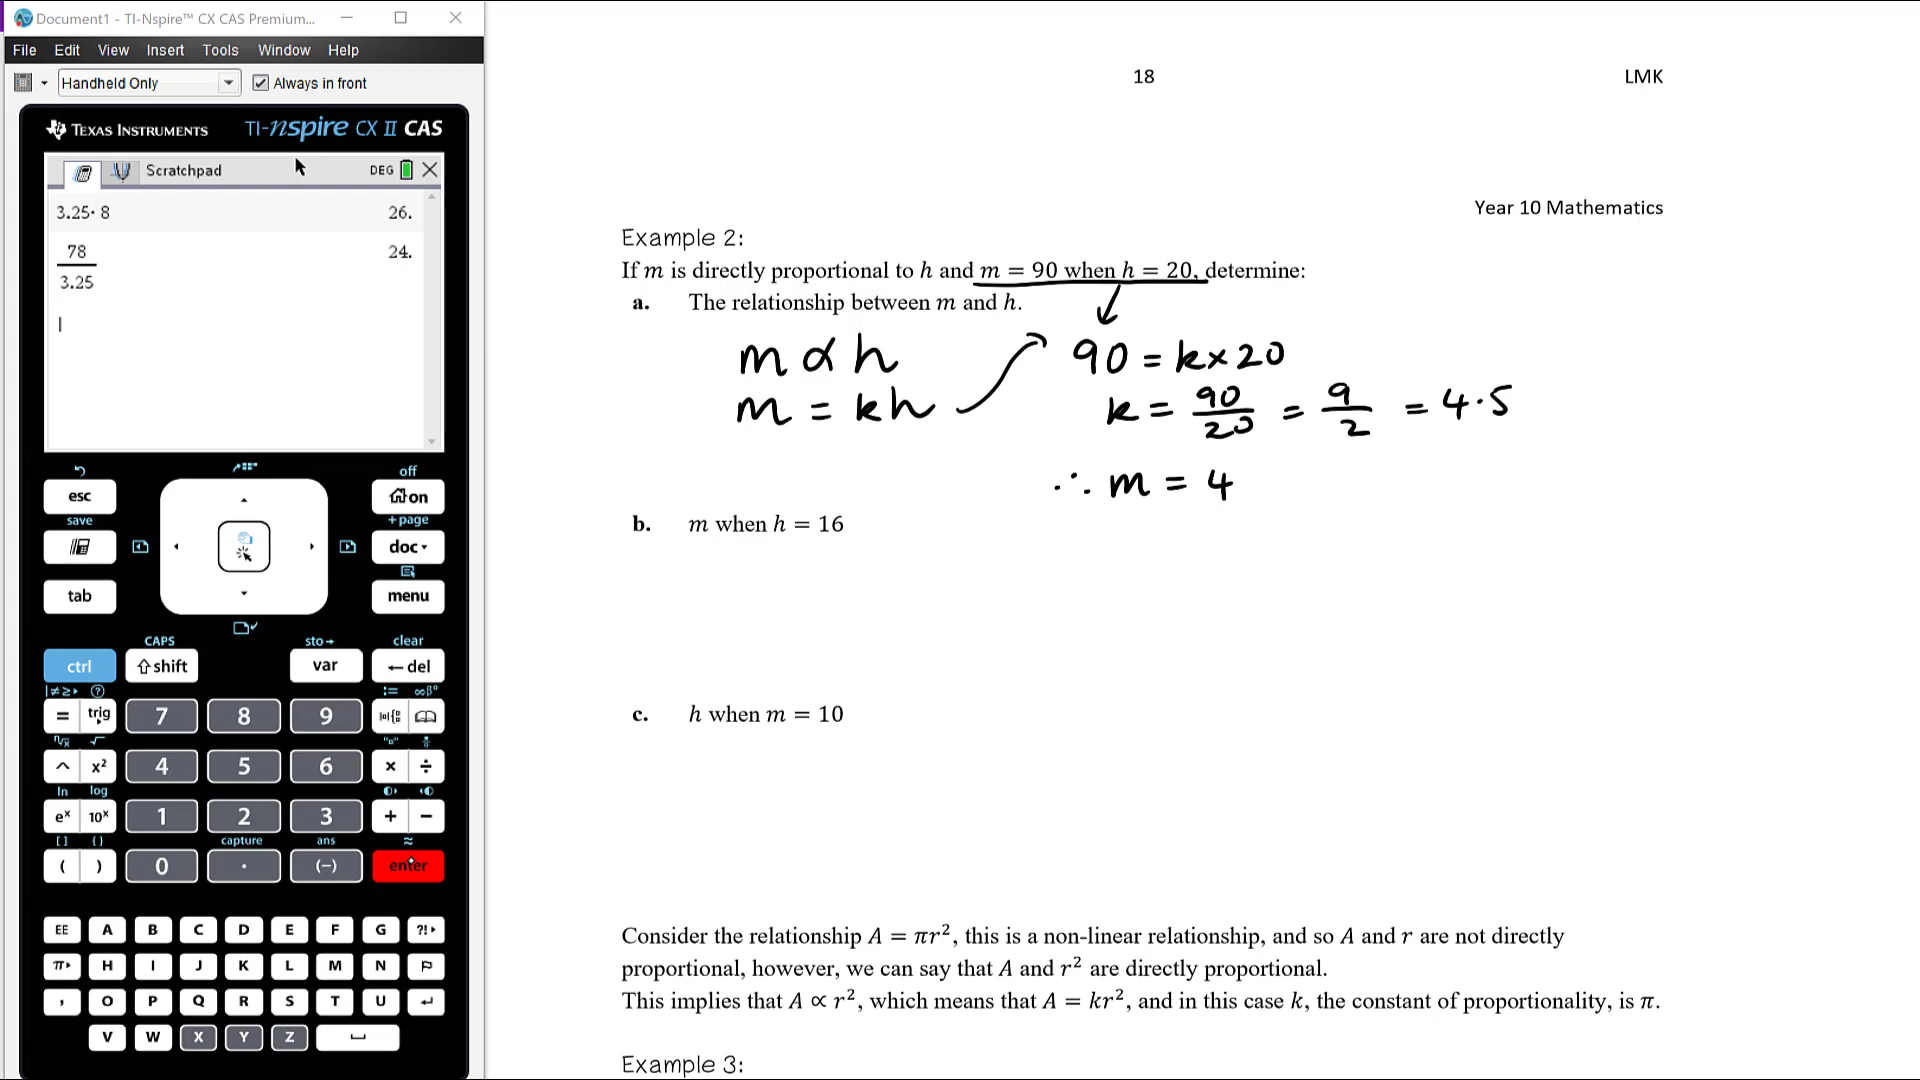 Document1 - TI-Nspire™ CX CAS Premium...
File Edit View Insert Tools Window Help
Handheld Only
Always in front
TEXAS INSTRUMENTS TI-nspire CX II CAS
Scratchpad DEG
3.25·8 26.
78
3.25
24.
off
esc
on
save
+ page
doc
tab
menu
CAPS sto→ clear
ctrl shift var ←del
|≠≥▸ ? := ∞β°
= trig 7 8 9
ⁿ√x √
^ x² 4 5 6 × ÷
ln log
eˣ 10ˣ 1 2 3 + −
[ ] { } capture ans ≈
( ) 0 . (−) enter
EE A B C D E F G ?!▸
π▸ H I J K L M N
, O P Q R S T U ↵
V W X Y Z
18 LMK
Year 10 Mathematics
Example 2:
If m is directly proportional to h and m = 90 when h = 20, determine:
a. The relationship between m and h.
m ∝ h
m = kh
90 = k×20
k = 90/20 = 9/2 = 4·5
∴ m = 4
b. m when h = 16
c. h when m = 10
Consider the relationship A = πr², this is a non-linear relationship, and so A and r are not directly
proportional, however, we can say that A and r² are directly proportional.
This implies that A ∝ r², which means that A = kr², and in this case k, the constant of proportionality, is π.
Example 3: